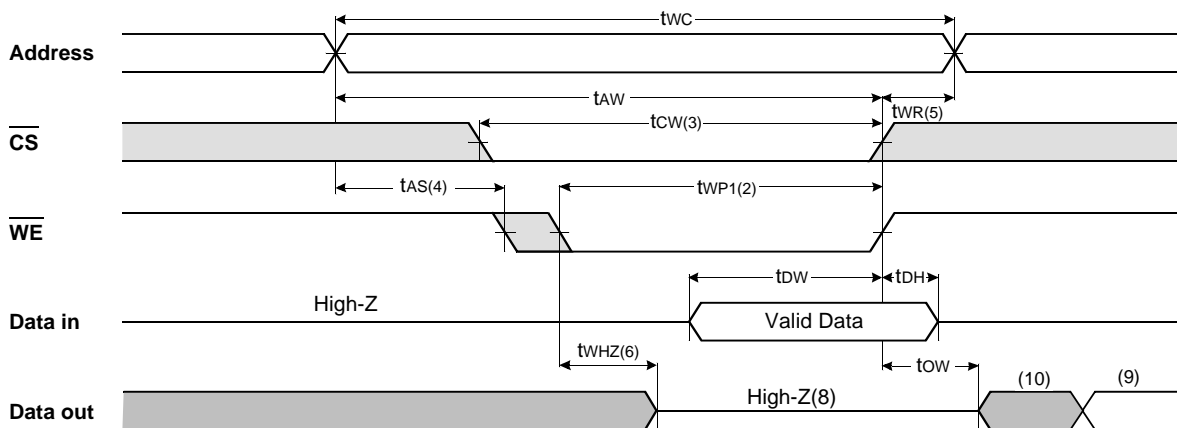 tWC
Address
tAW
tWR(5)
tCW(3)
CS
tAS(4)
tWP1(2)
WE
tDW
tDH
High-Z
Data in
Valid Data
tWHZ(6)
tOW
(10)
(9)
High-Z(8)
Data out